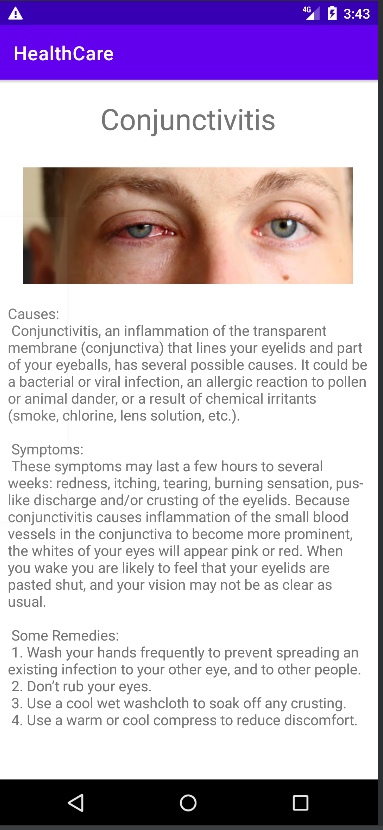 4G 3:43
HealthCare
Conjunctivitis
Causes:
Conjunctivitis, an inflammation of the transparent
membrane (conjunctiva) that lines your eyelids and part
of your eyeballs, has several possible causes. It could be
a bacterial or viral infection, an allergic reaction to pollen
or animal dander, or a result of chemical irritants
(smoke, chlorine, lens solution, etc.).
Symptoms:
These symptoms may last a few hours to several
weeks: redness, itching, tearing, burning sensation, pus-
like discharge and/or crusting of the eyelids. Because
conjunctivitis causes inflammation of the small blood
vessels in the conjunctiva to become more prominent,
the whites of your eyes will appear pink or red. When
you wake you are likely to feel that your eyelids are
pasted shut, and your vision may not be as clear as
usual.
Some Remedies:
1. Wash your hands frequently to prevent spreading an
existing infection to your other eye, and to other people.
2. Don’t rub your eyes.
3. Use a cool wet washcloth to soak off any crusting.
4. Use a warm or cool compress to reduce discomfort.